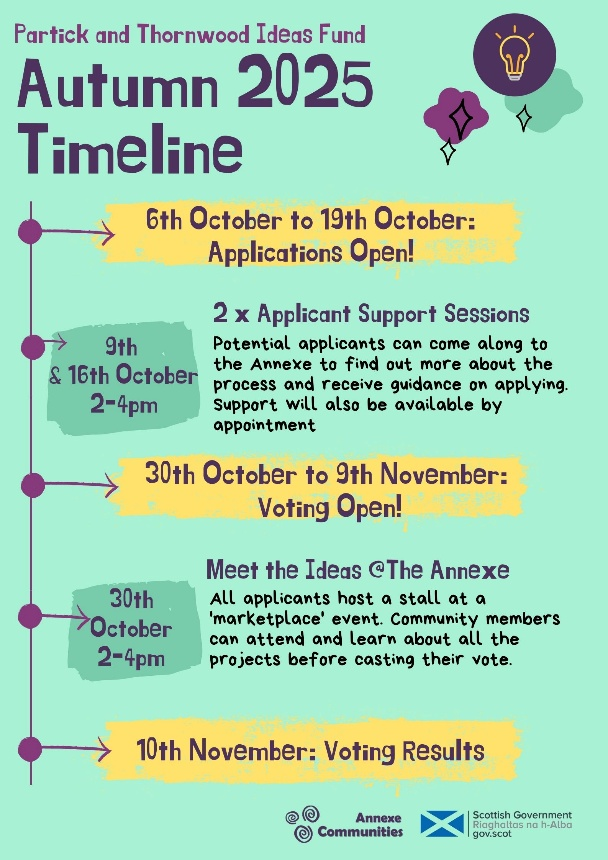 Partick and Thornwood Ideas Fund
Autumn 2025
Timeline
6th October to 19th October:
Applications Open!
2 x Applicant Support Sessions
9th
& 16th October
2-4pm
Potential applicants can come along to
the Annexe to find out more about the
process and receive guidance on applying.
Support will also be available by
appointment
30th October to 9th November:
Voting Open!
Meet the Ideas @The Annexe
30th
October
2-4pm
All applicants host a stall at a
'marketplace' event. Community members
can attend and learn about all the
projects before casting their vote.
10th November: Voting Results
Annexe
Communities
Scottish Government
Riaghaltas na h-Alba
gov.scot